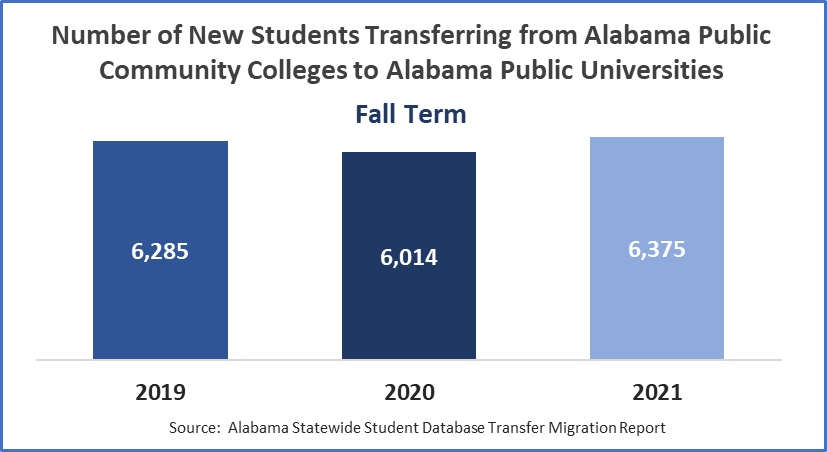 Number of New Students Transferring from Alabama Public
Community Colleges to Alabama Public Universities
Fall Term
6,285
6,014
6,375
2019
2020
2021
Source:  Alabama Statewide Student Database Transfer Migration Report